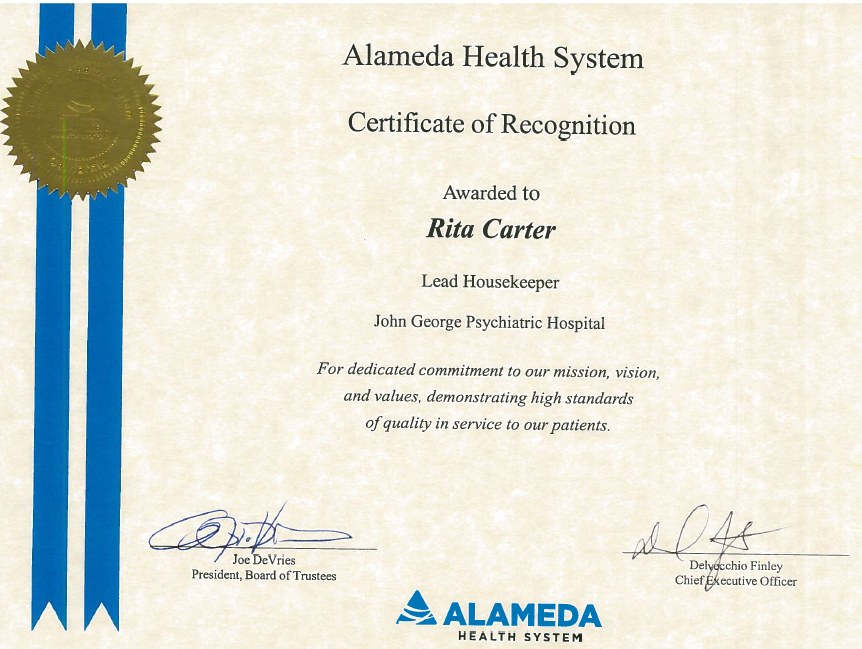 Alameda Health System
Certificate of Recognition
Awarded to
Rita Carter
Lead Housekeeper
John George Psychiatric Hospital
For dedicated commitment to our mission, vision,
and values, demonstrating high standards
of quality in service to our patients.
Joe DeVries
President, Board of Trustees
Delvecchio Finley
Chief Executive Officer
ALAMEDA
HEALTH SYSTEM